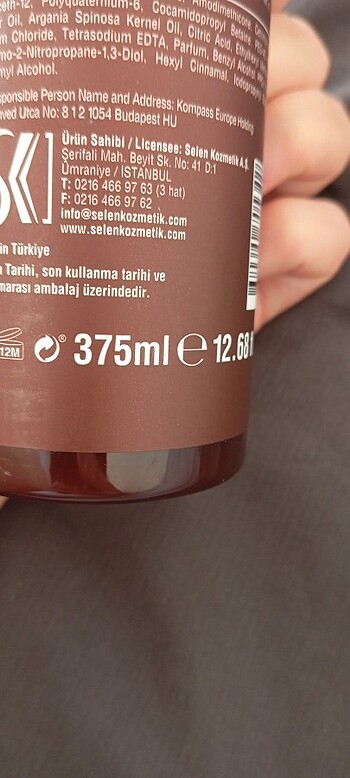 Polyquaternium-6, Cocamidopropyl Betaine
Oil, Argania Spinosa Kernel Oil, Citric Acid,
Chloride, Tetrasodium EDTA, Parfum, Benzyl Alcohol
2-Nitropropane-1,3-Diol, Hexyl Cinnamal,
Alcohol.
Person Name and Address: Kompass Europe Holding
Utca No: 8 1 2 1054 Budapest HU
Ürün Sahibi / Licensee: Selen Kozmetik A.Ş.
Şerifali Mah. Beyit Sk. No: 41 D:1
Ümraniye / İSTANBUL
T: 0216 466 97 63 (3 hat)
F: 0216 466 97 62
info@selenkozmetik.com
www.selenkozmetik.com
in Türkiye
Tarihi, son kullanma tarihi ve
ambalaj üzerindedir.
12M ® 375ml ℮ 12.68